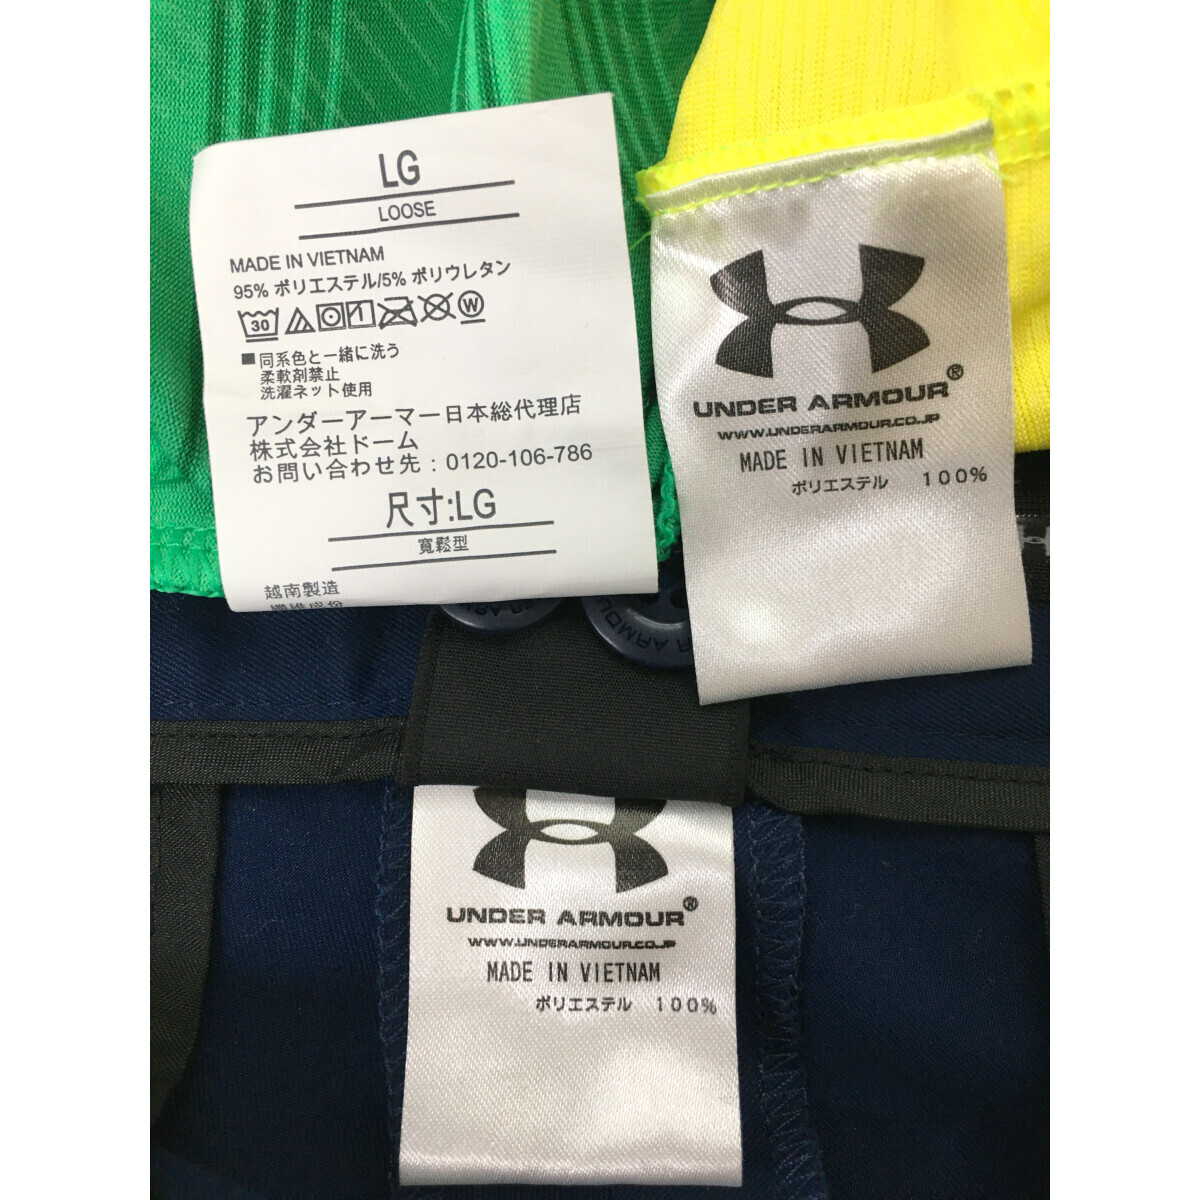 LG
LOOSE
MADE IN VIETNAM
95% ポリエステル/5% ポリウレタン
30 1 W
■同系色と一緒に洗う
柔軟剤禁止
洗濯ネット使用
アンダーアーマー日本総代理店
株式会社ドーム
お問い合わせ先：0120-106-786
尺寸:LG
寬鬆型
越南製造
UNDER ARMOUR®
WWW.UNDERARMOUR.CO.JP
MADE IN VIETNAM
ポリエステル 100%
UNDER ARMOUR®
WWW.UNDERARMOUR.CO.JP
MADE IN VIETNAM
ポリエステル 100%